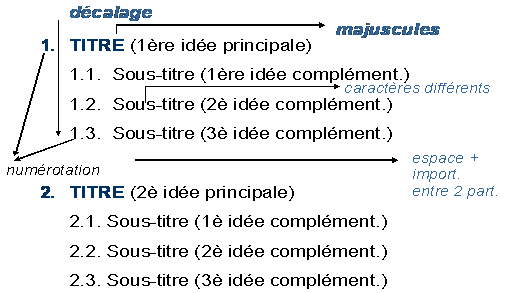 décalage
majuscules
1. TITRE (1ère idée principale)
1.1. Sous-titre (1ère idée complément.)
caractères différents
1.2. Sous-titre (2è idée complément.)
1.3. Sous-titre (3è idée complément.)
numérotation
espace +
import.
entre 2 part.
2. TITRE (2è idée principale)
2.1. Sous-titre (1è idée complément.)
2.2. Sous-titre (2è idée complément.)
2.3. Sous-titre (3è idée complément.)